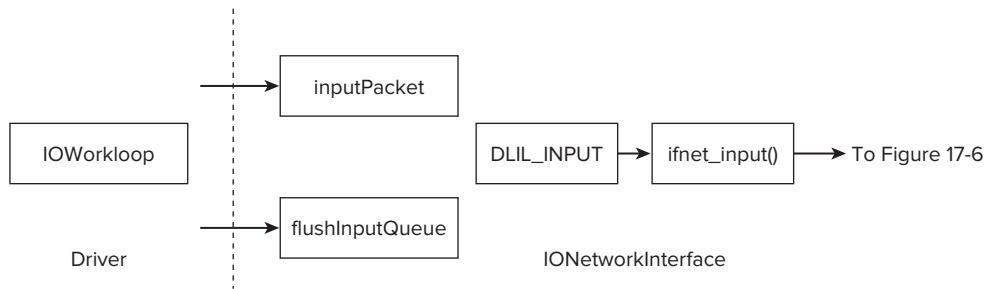 inputPacket
IOWorkloop
DLIL_INPUT
ifnet_input()
To Figure 17-6
flushInputQueue
Driver
IONetworkInterface